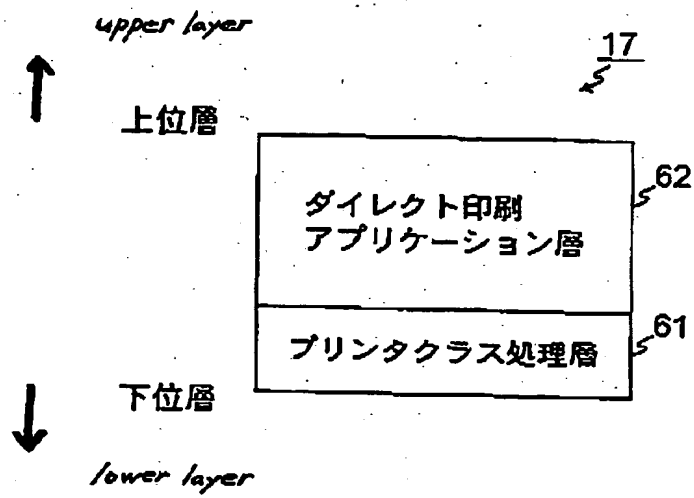 upper layer
17
上位層
62
ダイレクト印刷
アプリケーション層
61
プリンタクラス処理層
下位層
lower layer